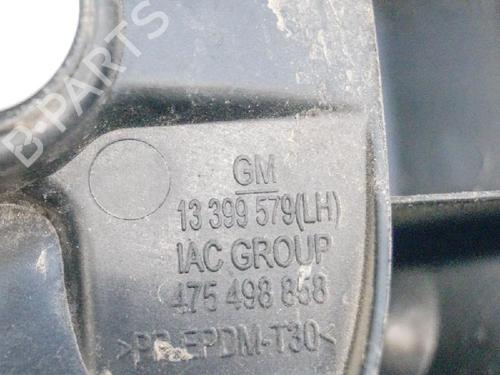 B-PARTS
GM
13 399 579(LH)
IAC GROUP
475 498 858
>PP-EPDM-T30<